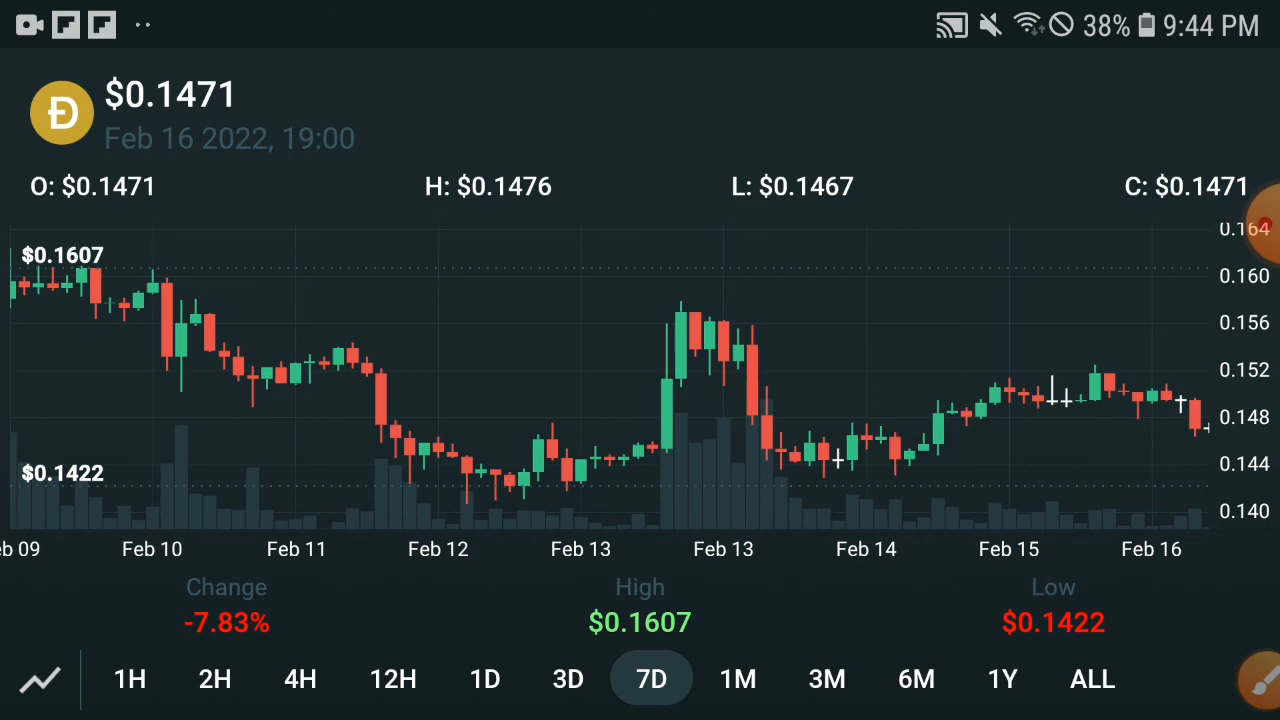 38% 9:44 PM
Đ
$0.1471
Feb 16 2022, 19:00
O: $0.1471 H: $0.1476 L: $0.1467 C: $0.1471
0.164
$0.1607
0.160
0.156
0.152
0.148
$0.1422
0.144
0.140
eb 09 Feb 10 Feb 11 Feb 12 Feb 13 Feb 13 Feb 14 Feb 15 Feb 16
Change High Low
-7.83% $0.1607 $0.1422
1H 2H 4H 12H 1D 3D 7D 1M 3M 6M 1Y ALL